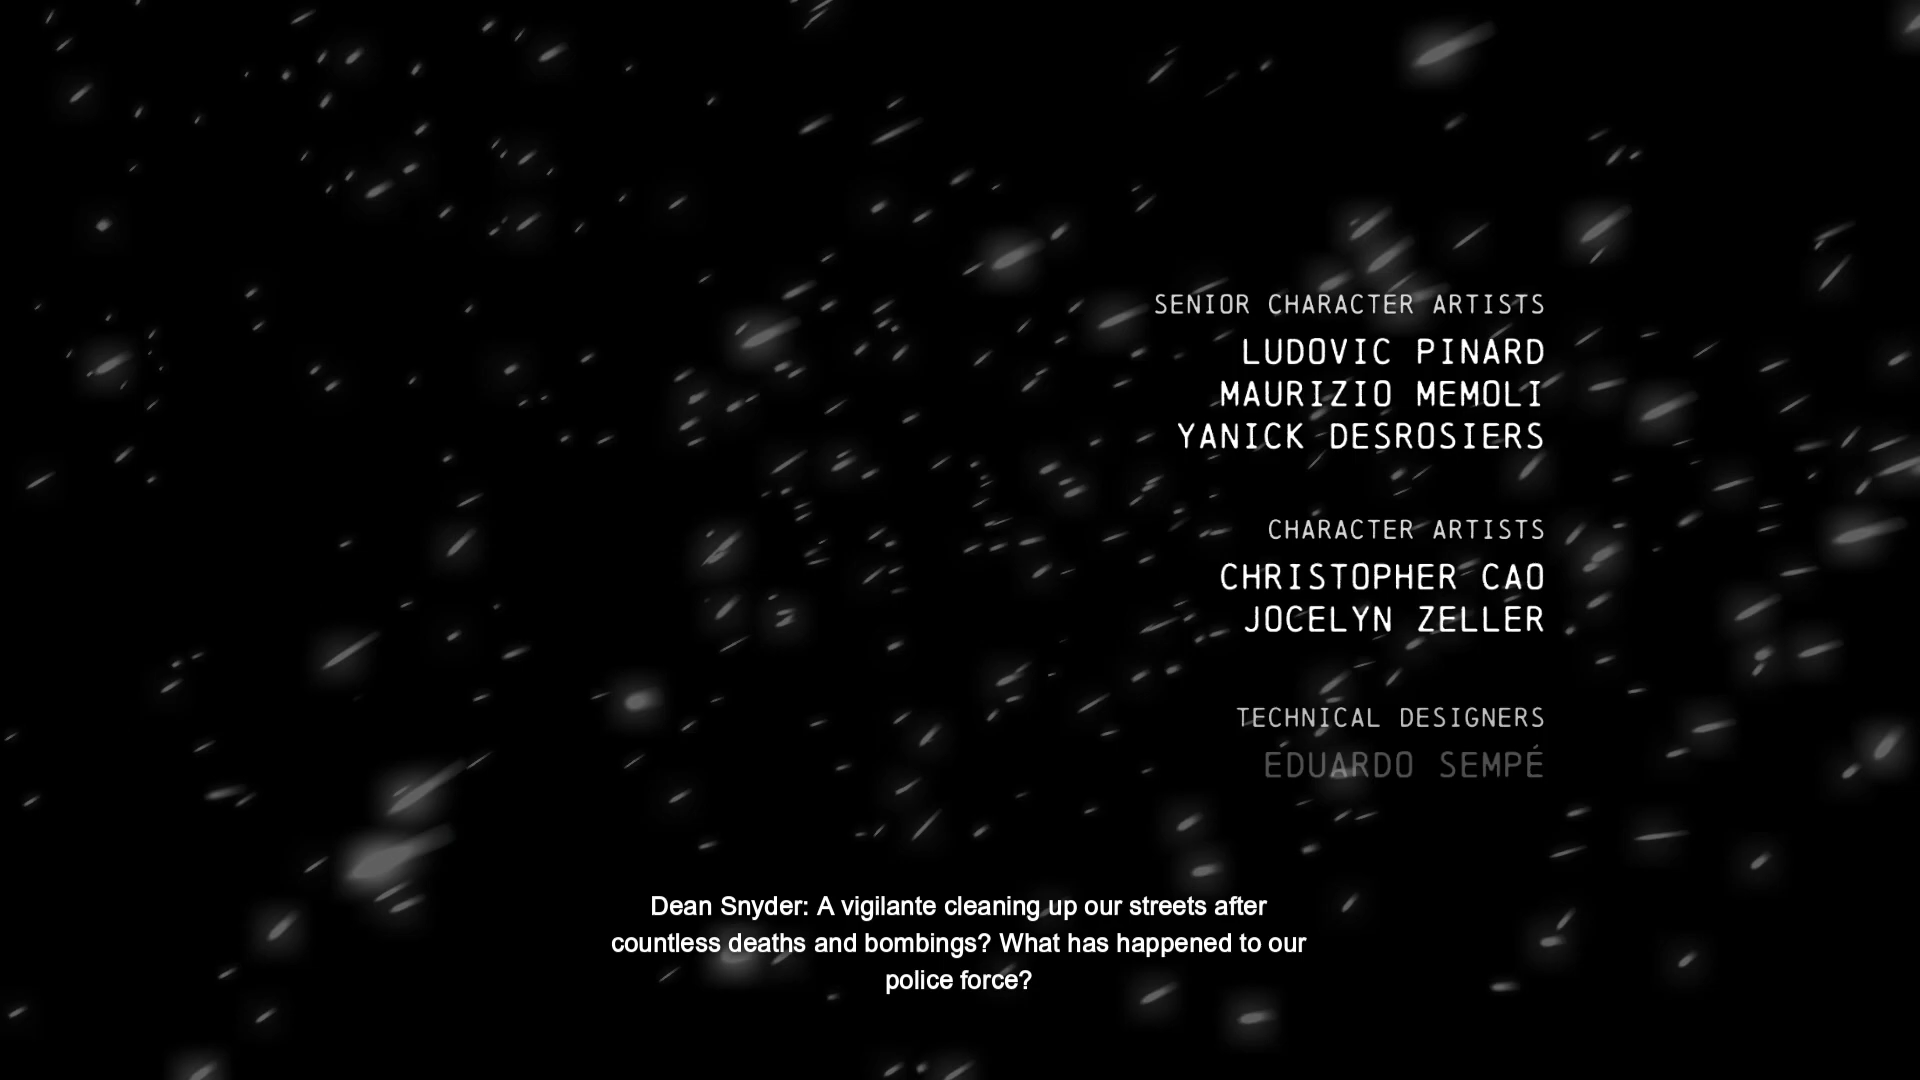 SENIOR CHARACTER ARTISTS
LUDOVIC PINARD
MAURIZIO MEMOLI
YANICK DESROSIERS
CHARACTER ARTISTS
CHRISTOPHER CAO
JOCELYN ZELLER
TECHNICAL DESIGNERS
EDUARDO SEMPÉ
Dean Snyder: A vigilante cleaning up our streets after
countless deaths and bombings? What has happened to our
police force?